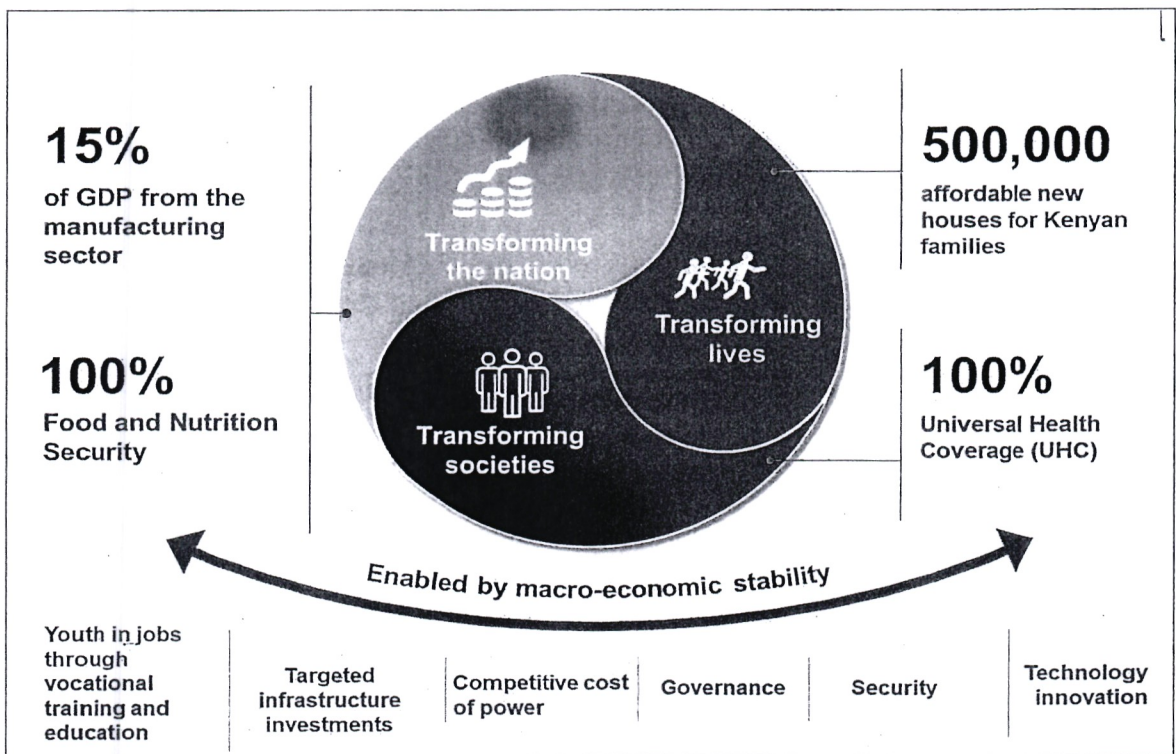 15%
of GDP from the
manufacturing
sector
100%
Food and Nutrition
Security
Transforming
the nation
Transforming
lives
Transforming
societies
500,000
affordable new
houses for Kenyan
families
100%
Universal Health
Coverage (UHC)
Enabled by macro-economic stability
Youth in jobs
through
vocational
training and
education
Targeted
infrastructure
investments
Competitive cost
of power
Governance
Security
Technology
innovation